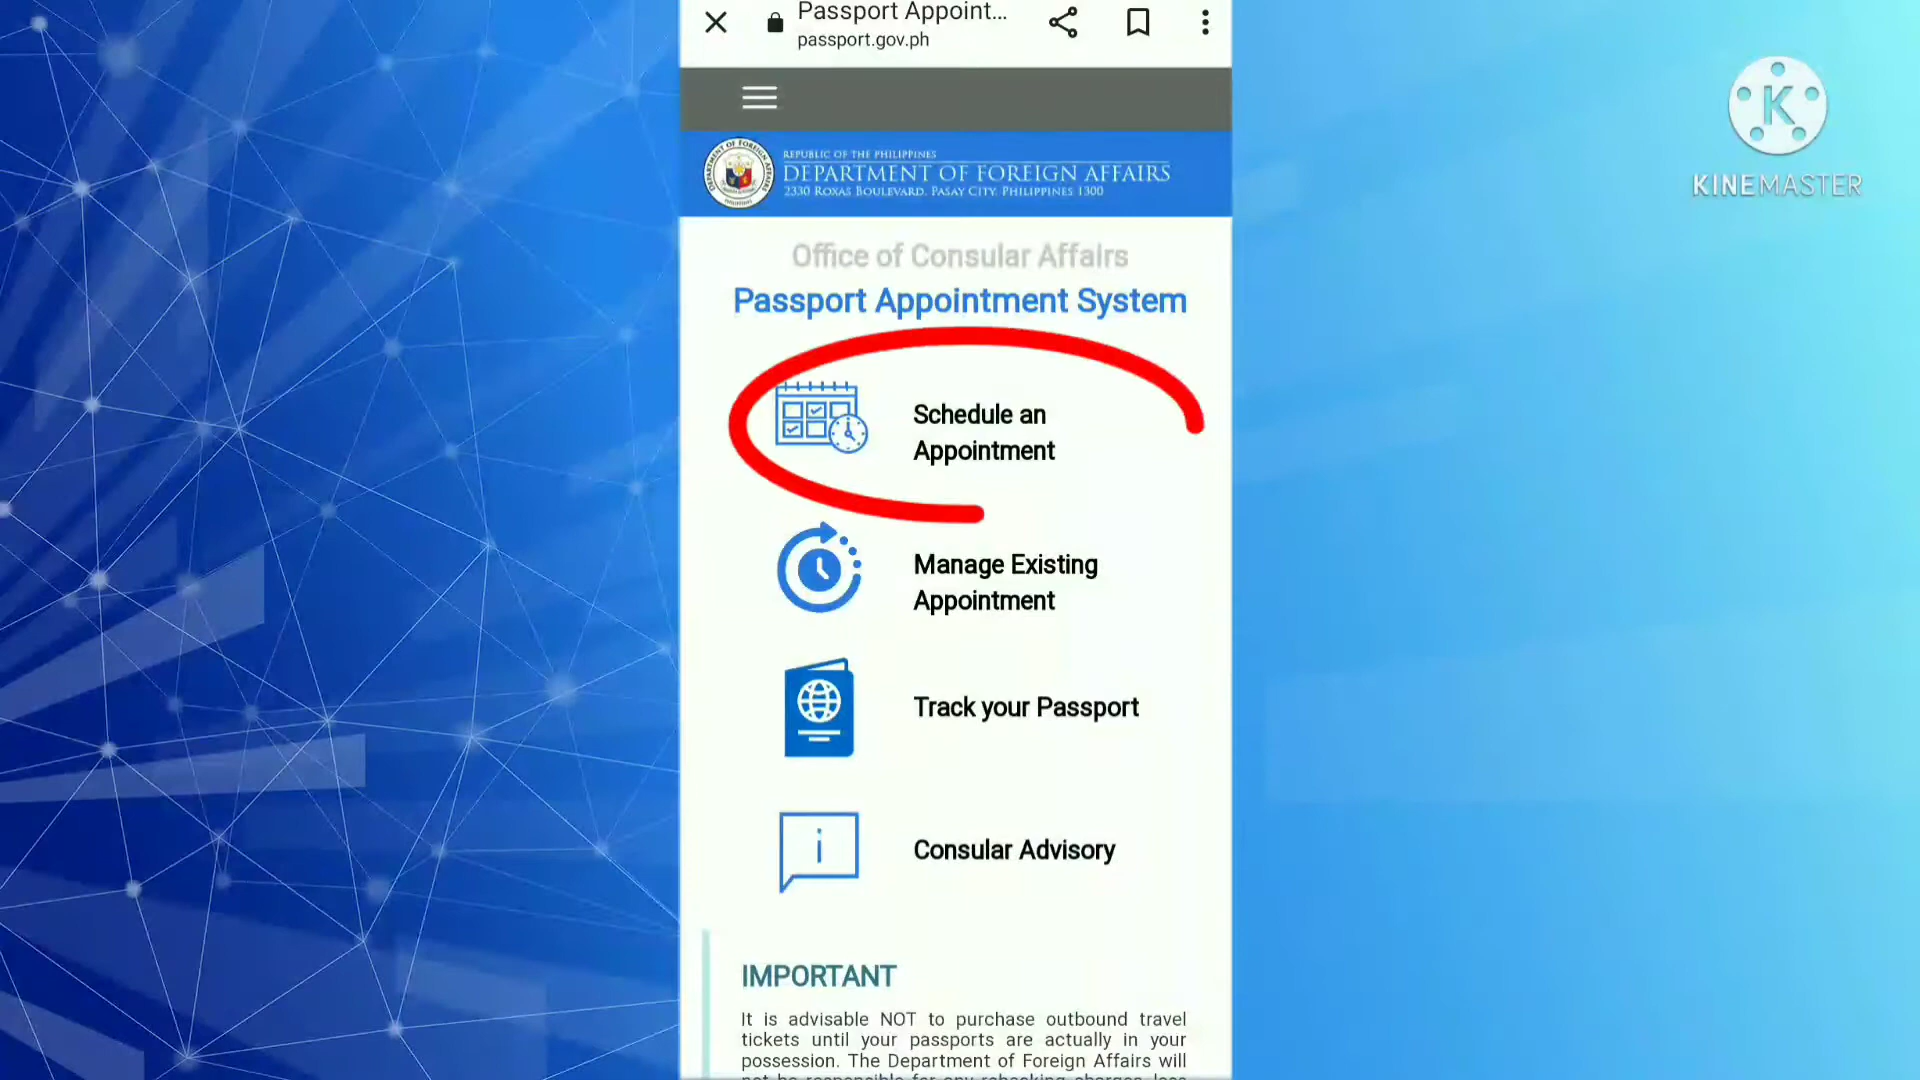 Passport Appoint...
passport.gov.ph
REPUBLIC OF THE PHILIPPINES
DEPARTMENT OF FOREIGN AFFAIRS
2330 ROXAS BOULEVARD, PASAY CITY, PHILIPPINES 1300
Office of Consular Affairs
Passport Appointment System
Schedule an
Appointment
Manage Existing
Appointment
Track your Passport
i
Consular Advisory
IMPORTANT
It is advisable NOT to purchase outbound travel
tickets until your passports are actually in your
possession. The Department of Foreign Affairs will
K
KINEMASTER